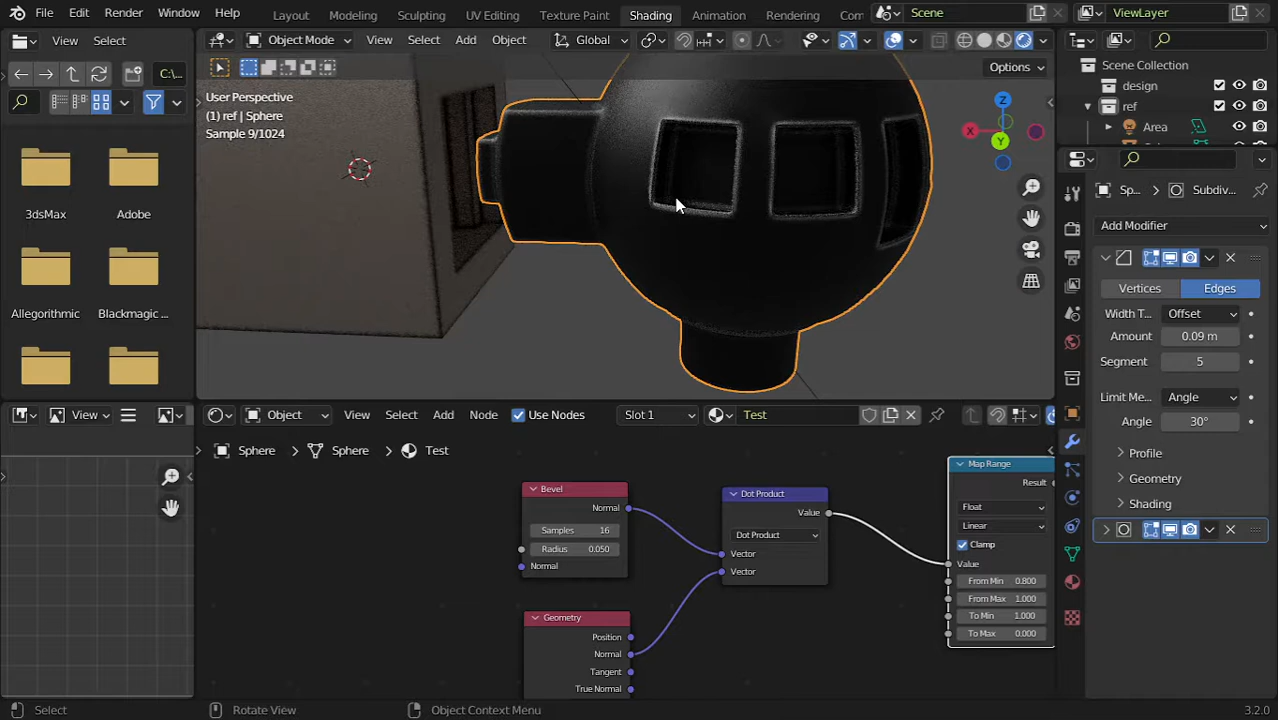 File Edit Render Window Help Layout Modeling Sculpting UV Editing Texture Paint Shading Animation Rendering Com Scene ViewLayer
View Select Object Mode View Select Add Object Global
C:\... Options
User Perspective
(1) ref | Sphere
Sample 9/1024
Z
X
Y
3dsMax Adobe
Allegorithmic Blackmagic ...
Scene Collection
design
ref
Area
Sp... Subdiv...
Add Modifier
Vertices Edges
Width T... Offset
Amount 0.09 m
Segment 5
Limit Me... Angle
Angle 30°
Profile
Geometry
Shading
View Object View Select Add Node Use Nodes Slot 1 Test
Sphere Sphere Test
Bevel
Normal
Samples 16
Radius 0.050
Normal
Geometry
Position
Normal
Tangent
True Normal
Dot Product
Value
Dot Product
Vector
Vector
Map Range
Result
Float
Linear
Clamp
Value
From Min 0.800
From Max 1.000
To Min 1.000
To Max 0.000
Select Rotate View Object Context Menu 3.2.0